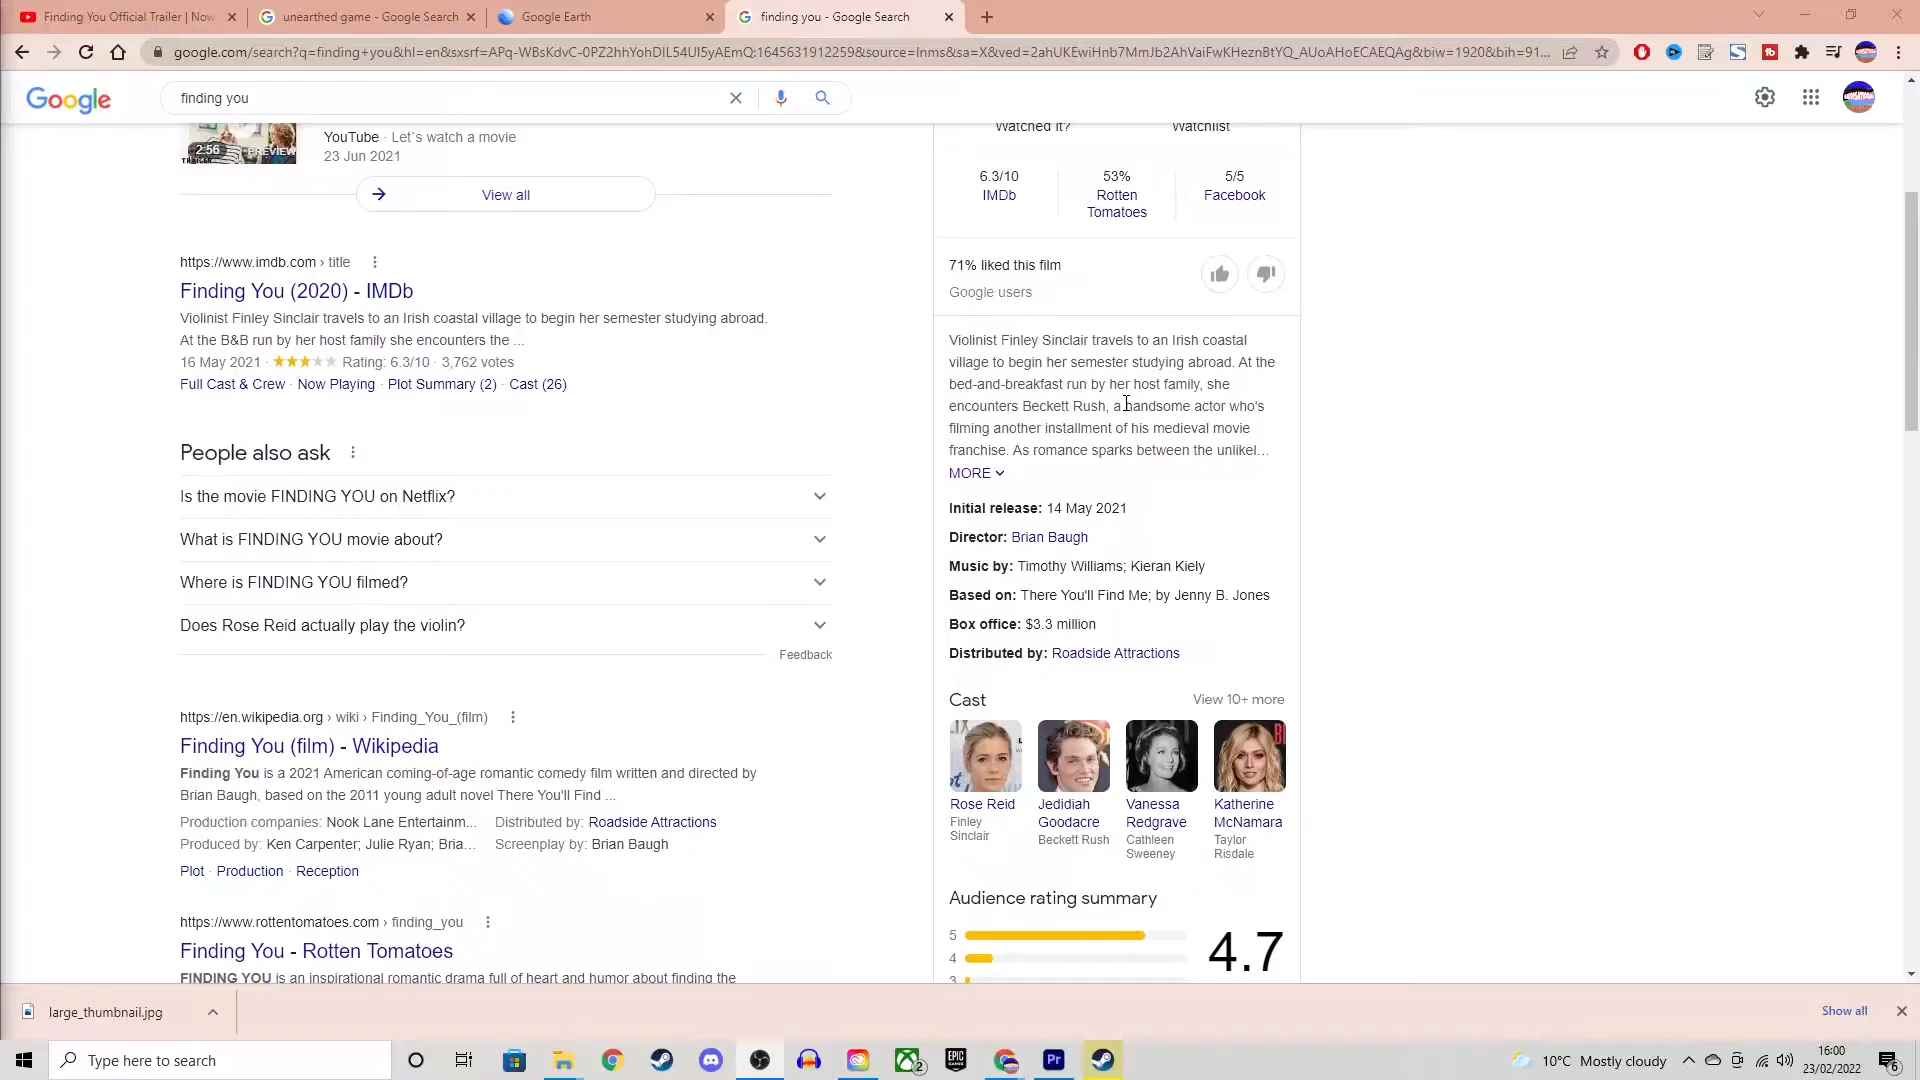 Finding You Official Trailer | Now
unearthed game - Google Search
Google Earth
finding you - Google Search
google.com/search?q=finding+you&hl=en&sxsrf=APq-WBsKdvC-0PZ2hhYohDIL54UI5yAEmQ:1645631912259&source=lnms&sa=X&ved=2ahUKEwiHnb7MmJb2AhVaiFwKHeznBtYQ_AUoAHoECAEQAg&biw=1920&bih=91...
Google
finding you
2:56
PREVIEW
TRAILER
YouTube · Let`s watch a movie
23 Jun 2021
View all
https://www.imdb.com › title
Finding You (2020) - IMDb
Violinist Finley Sinclair travels to an Irish coastal village to begin her semester studying abroad.
At the B&B run by her host family she encounters the ...
16 May 2021 · Rating: 6.3/10 · 3,762 votes
Full Cast & Crew · Now Playing · Plot Summary (2) · Cast (26)
People also ask
Is the movie FINDING YOU on Netflix?
What is FINDING YOU movie about?
Where is FINDING YOU filmed?
Does Rose Reid actually play the violin?
Feedback
https://en.wikipedia.org › wiki › Finding_You_(film)
Finding You (film) - Wikipedia
Finding You is a 2021 American coming-of-age romantic comedy film written and directed by
Brian Baugh, based on the 2011 young adult novel There You'll Find ...
Production companies: Nook Lane Entertainm... Distributed by: Roadside Attractions
Produced by: Ken Carpenter; Julie Ryan; Bria... Screenplay by: Brian Baugh
Plot · Production · Reception
https://www.rottentomatoes.com › finding_you
Finding You - Rotten Tomatoes
FINDING YOU is an inspirational romantic drama full of heart and humor about finding the
Watched it? Watchlist
6.3/10 53% 5/5
IMDb Rotten Facebook
Tomatoes
71% liked this film
Google users
Violinist Finley Sinclair travels to an Irish coastal
village to begin her semester studying abroad. At the
bed-and-breakfast run by her host family, she
encounters Beckett Rush, a handsome actor who's
filming another installment of his medieval movie
franchise. As romance sparks between the unlikel...
MORE
Initial release: 14 May 2021
Director: Brian Baugh
Music by: Timothy Williams; Kieran Kiely
Based on: There You'll Find Me; by Jenny B. Jones
Box office: $3.3 million
Distributed by: Roadside Attractions
Cast View 10+ more
Rose Reid
Finley
Sinclair
Jedidiah
Goodacre
Beckett Rush
Vanessa
Redgrave
Cathleen
Sweeney
Katherine
McNamara
Taylor
Risdale
Audience rating summary
5
4
3
4.7
large_thumbnail.jpg
Show all
Type here to search
2
EPIC
GAMES
Pr
10°C Mostly cloudy
16:00
23/02/2022
6